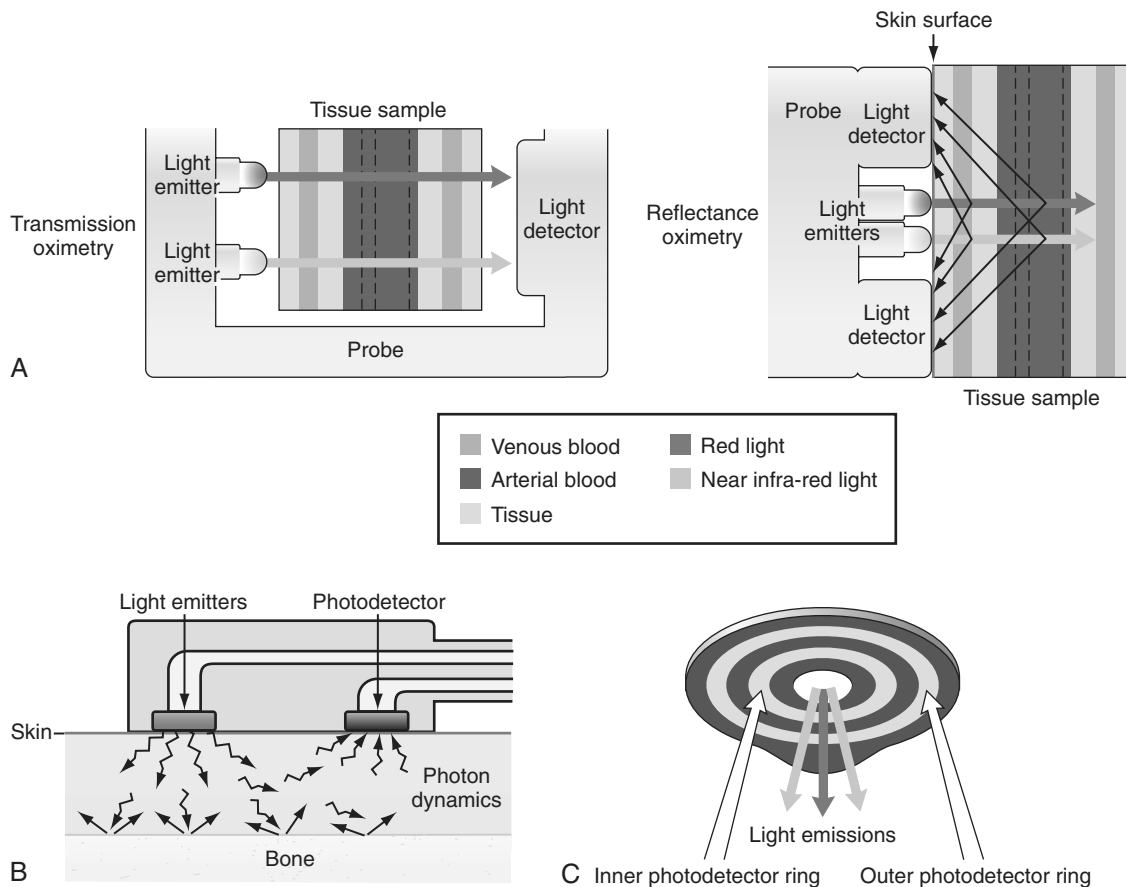 Skin surface
Tissue sample
Light
emitter
Transmission
oximetry
Light
emitter
Light
detector
Probe
A
Probe
Light
detector
Reflectance
oximetry
Light
emitters
Light
detector
Tissue sample
Venous blood
Red light
Arterial blood
Near infra-red light
Tissue
Light emitters
Photodetector
Skin
Photon
dynamics
Bone
B
Light emissions
C
Inner photodetector ring
Outer photodetector ring